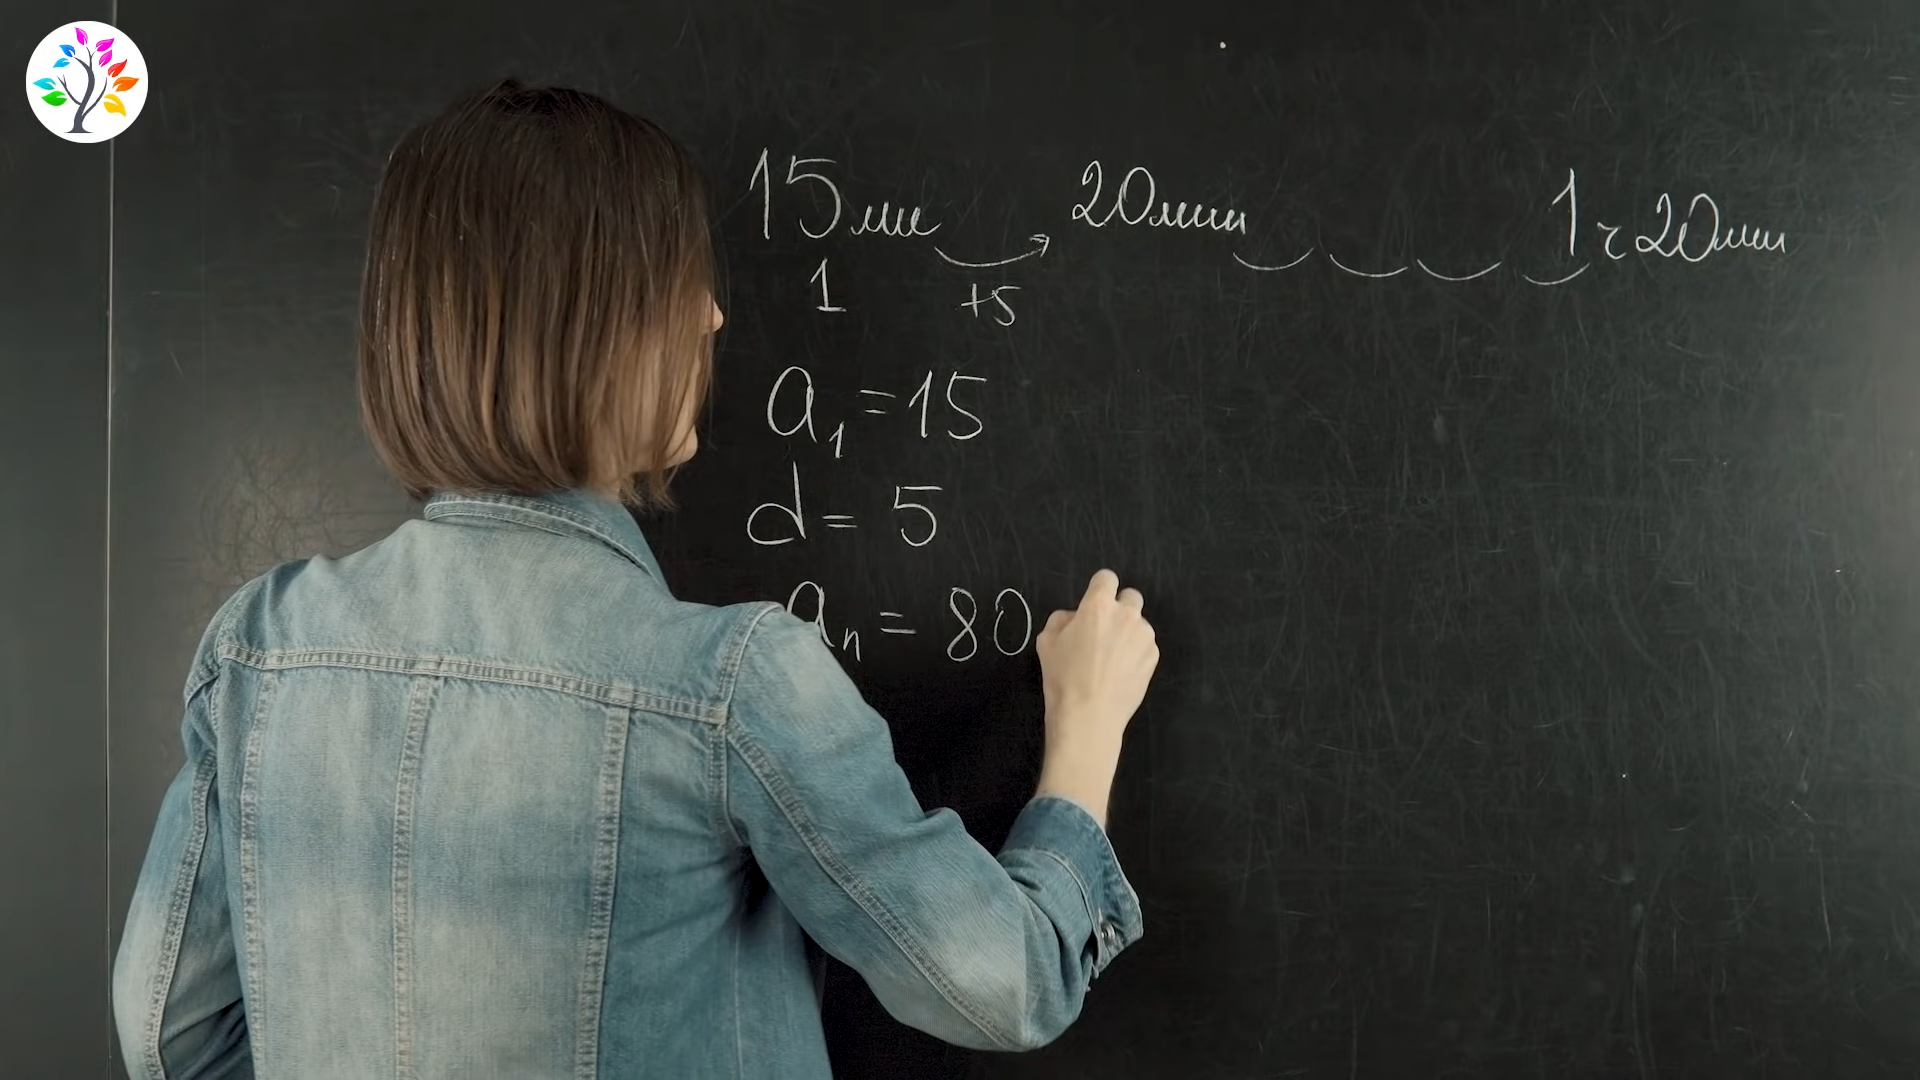 15 мин 20 мин 1 ч 20 мин
1 +5
a₁ = 15
d = 5
aₙ = 80